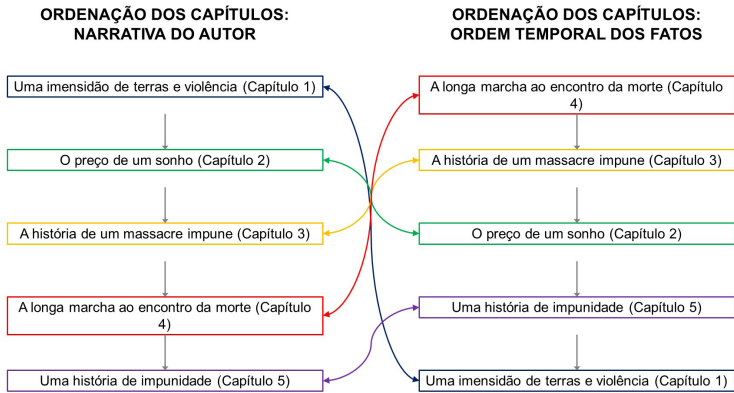 ORDENAÇÃO DOS CAPÍTULOS:
NARRATIVA DO AUTOR
Uma imensidão de terras e violência (Capítulo 1)
O preço de um sonho (Capítulo 2)
A história de um massacre impune (Capítulo 3)
A longa marcha ao encontro da morte (Capítulo
4)
Uma história de impunidade (Capítulo 5)
ORDENAÇÃO DOS CAPÍTULOS:
ORDEM TEMPORAL DOS FATOS
A longa marcha ao encontro da morte (Capítulo
4)
A história de um massacre impune (Capítulo 3)
O preço de um sonho (Capítulo 2)
Uma história de impunidade (Capítulo 5)
Uma imensidão de terras e violência (Capítulo 1)